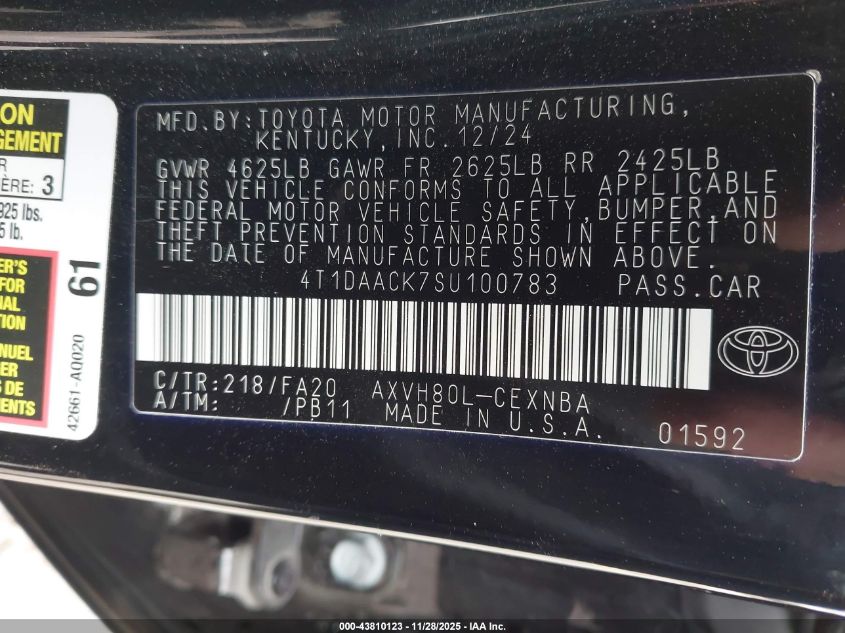 ON
GEMENT
R
ÈRE: 3
925 lbs.
5 lb.
ER'S
FOR
NAL
TION
NUEL
S DE
MENTS
61
42661-A0020
MFD.BY:TOYOTA MOTOR MANUFACTURING,
KENTUCKY,INC.12/24
GVWR 4625LB GAWR FR 2625LB RR 2425LB
THIS VEHICLE CONFORMS TO ALL APPLICABLE
FEDERAL MOTOR VEHICLE SAFETY,BUMPER,AND
THEFT PREVENTION STANDARDS IN EFFECT ON
THE DATE OF MANUFACTURE SHOWN ABOVE.
4T1DAACK7SU100783 PASS.CAR
C/TR:218/FA20 AXVH80L-CEXNBA
A/TM: /PB11 MADE IN U.S.A. 01592
000-43810123 - 11/28/2025 - IAA Inc.